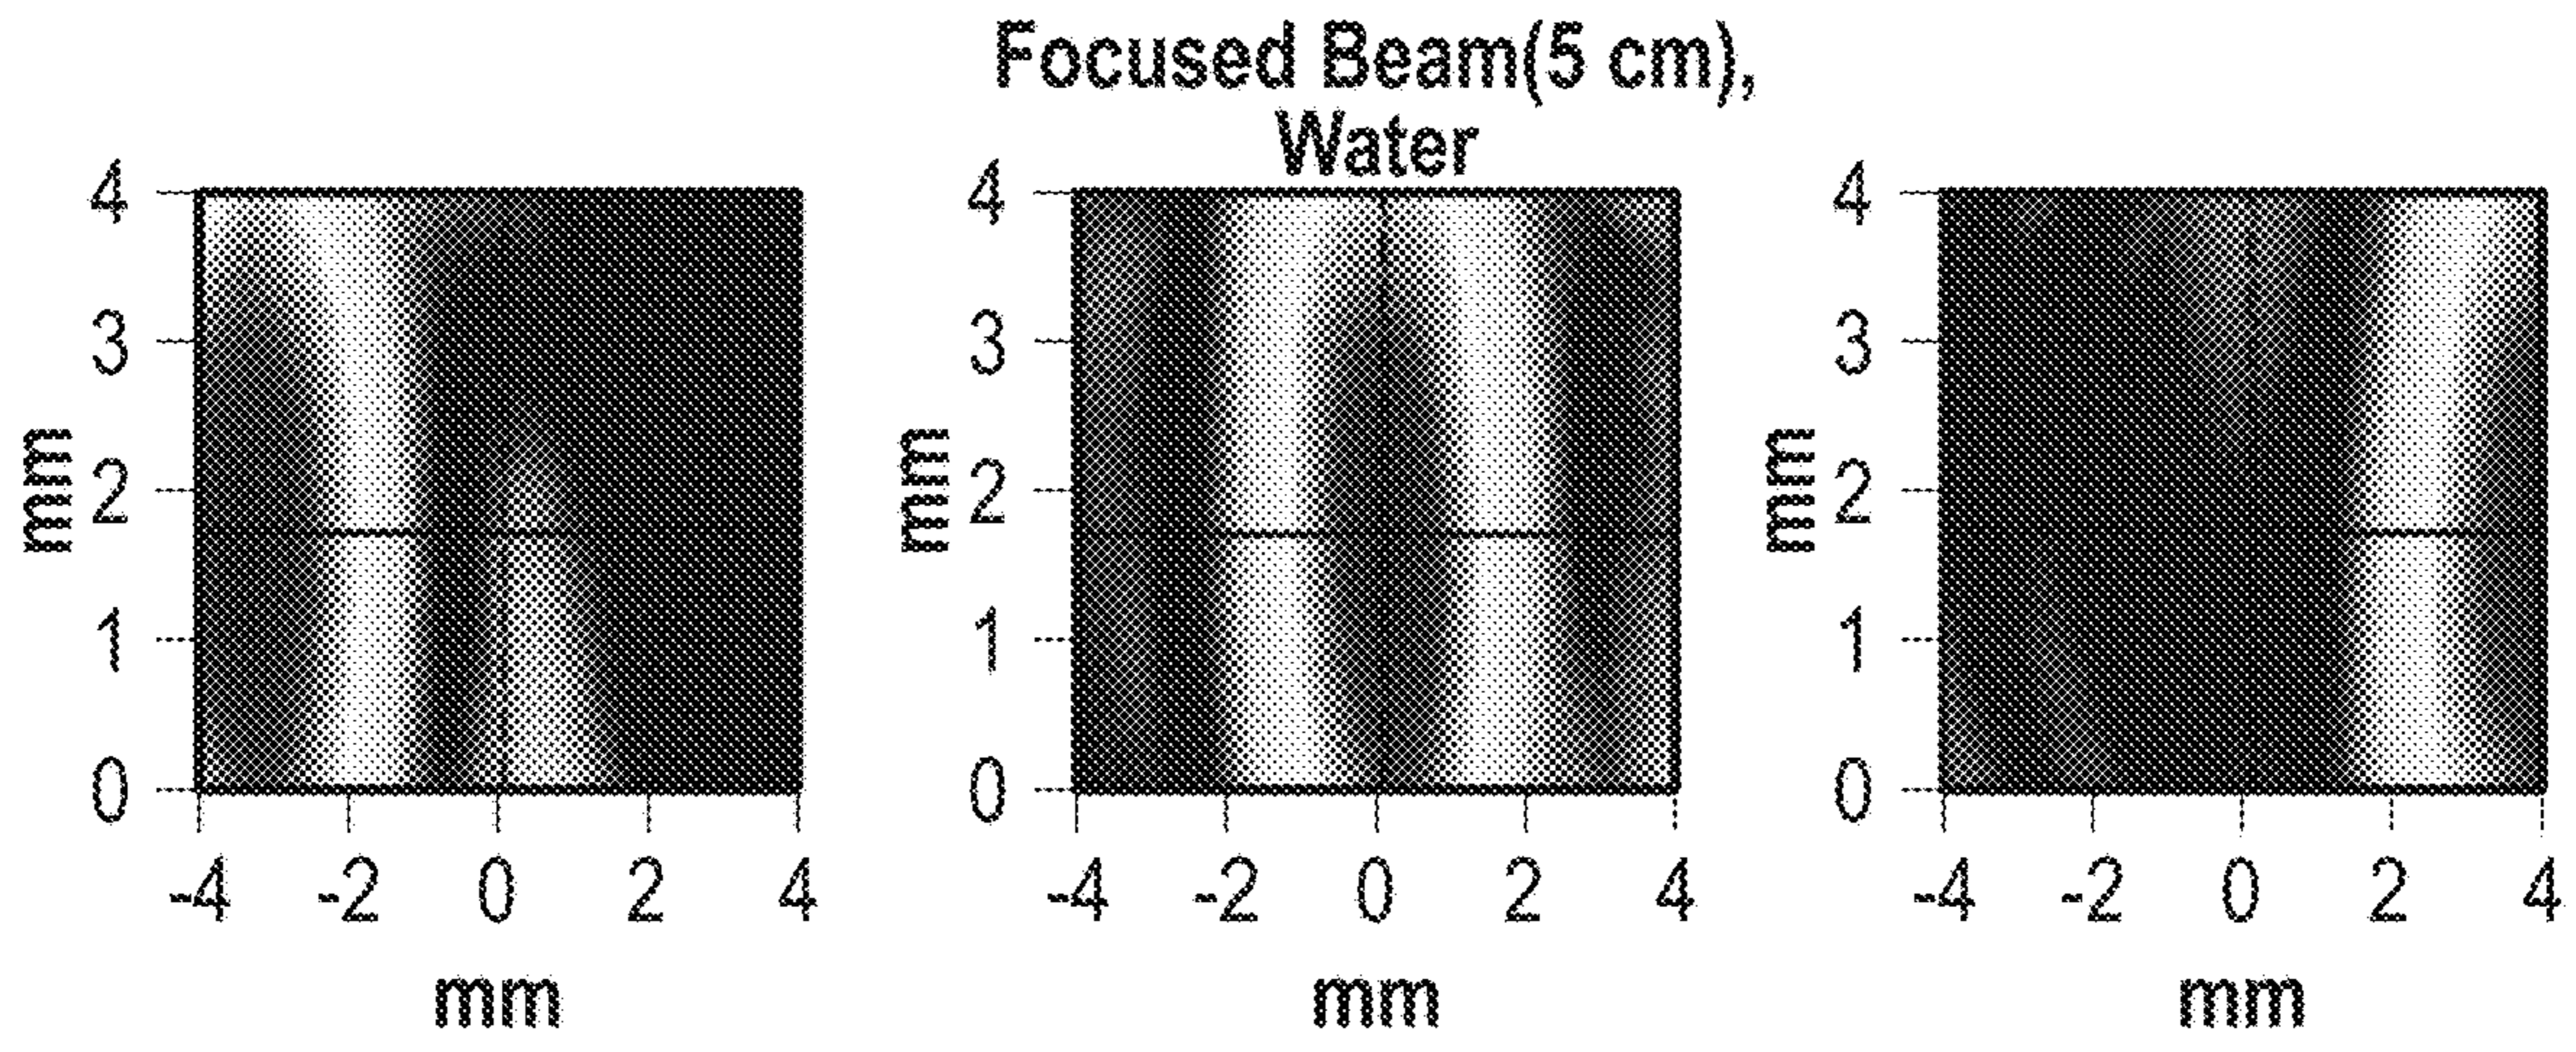 Focused Beam(5 cm),
Water
4 4 4
3 3 3
mm 2 mm 2 mm 2
1 1 1
0 0 0
-4 -2 0 2 4 -4 -2 0 2 4 -4 -2 0 2 4
mm mm mm